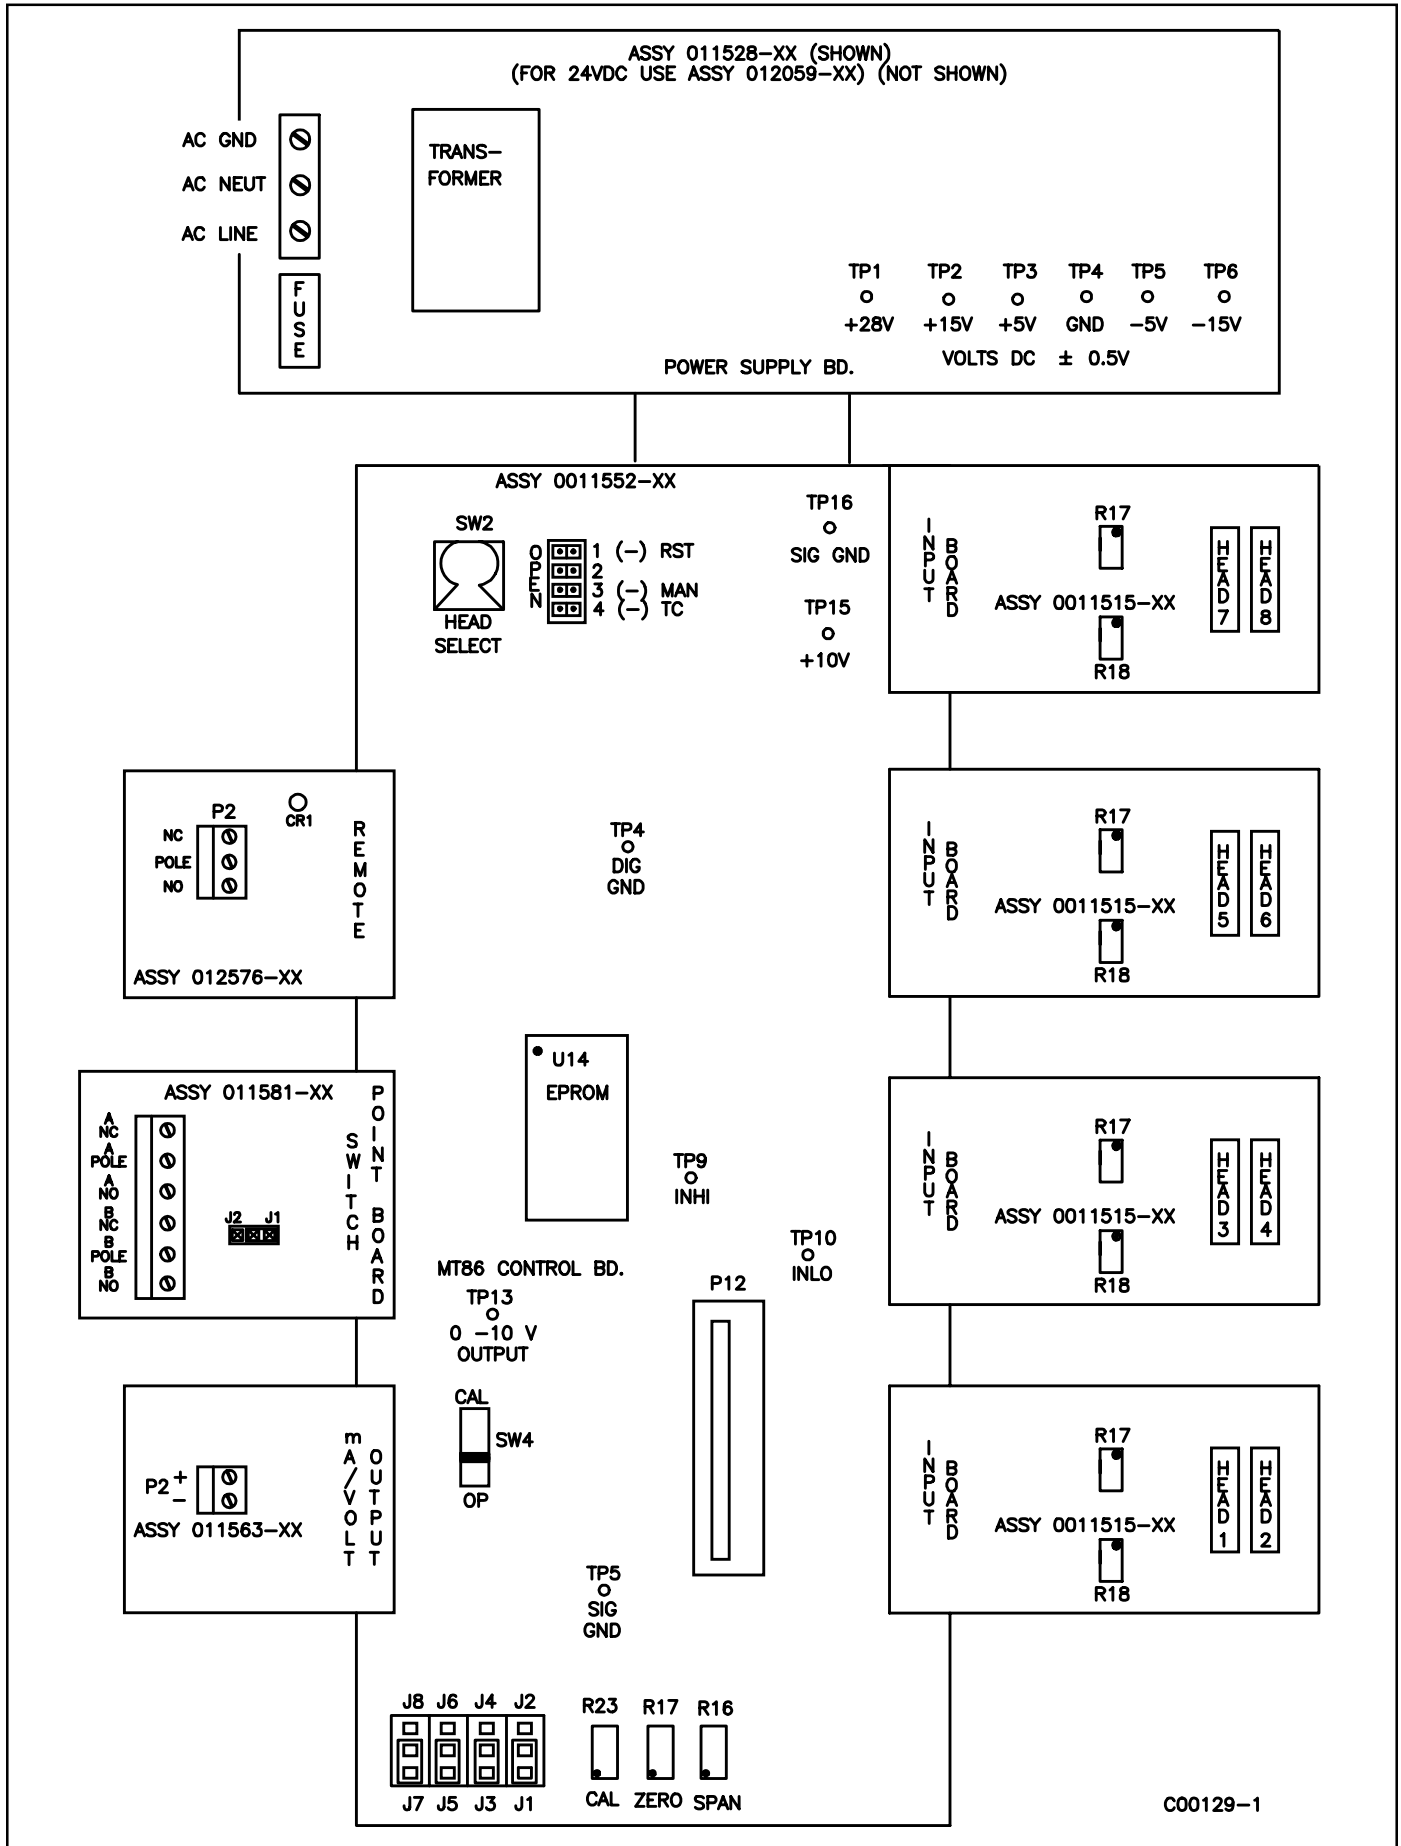 ASSY 011528-XX (SHOWN)
(FOR 24VDC USE ASSY 012059-XX) (NOT SHOWN)
AC GND
AC NEUT
AC LINE
FUSE
TRANS-
FORMER
TP1 TP2 TP3 TP4 TP5 TP6
+28V +15V +5V GND -5V -15V
POWER SUPPLY BD.
VOLTS DC ± 0.5V
ASSY 0011552-XX
SW2
HEAD
SELECT
OPEN
1 (-) RST
2
3 (-) MAN
4 (-) TC
TP16
SIG GND
TP15
+10V
INPUT
BOARD
R17
ASSY 0011515-XX
R18
HEAD 7
HEAD 8
P2
NC
POLE
NO
CR1
REMOTE
ASSY 012576-XX
TP4
DIG
GND
INPUT
BOARD
R17
ASSY 0011515-XX
R18
HEAD 5
HEAD 6
ASSY 011581-XX
A
NC
A
POLE
A
NO
B
NC
B
POLE
B
NO
J2 J1
SWITCH
POINT BOARD
U14
EPROM
TP9
INHI
TP10
INLO
INPUT
BOARD
R17
ASSY 0011515-XX
R18
HEAD 3
HEAD 4
MT86 CONTROL BD.
TP13
0 -10 V
OUTPUT
P12
CAL
SW4
OP
P2 +
-
ASSY 011563-XX
mA/VOLT
OUTPUT
INPUT
BOARD
R17
ASSY 0011515-XX
R18
HEAD 1
HEAD 2
TP5
SIG
GND
J8 J6 J4 J2
J7 J5 J3 J1
R23 R17 R16
CAL ZERO SPAN
C00129-1